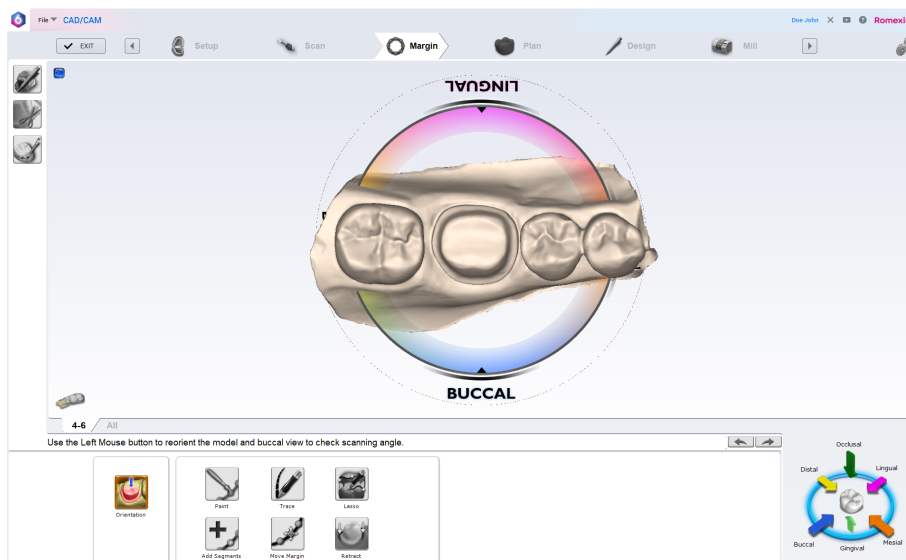 File CAD/CAM
Doe John
Romexi
EXIT
Setup
Scan
Margin
Plan
Design
Mill
LINGUAL
BUCCAL
4-6 All
Use the Left Mouse button to reorient the model and buccal view to check scanning angle.
Orientation
Paint
Trace
Lasso
Add Segments
Move Margin
Retract
Occlusal
Distal
Lingual
Buccal
Gingival
Mesial